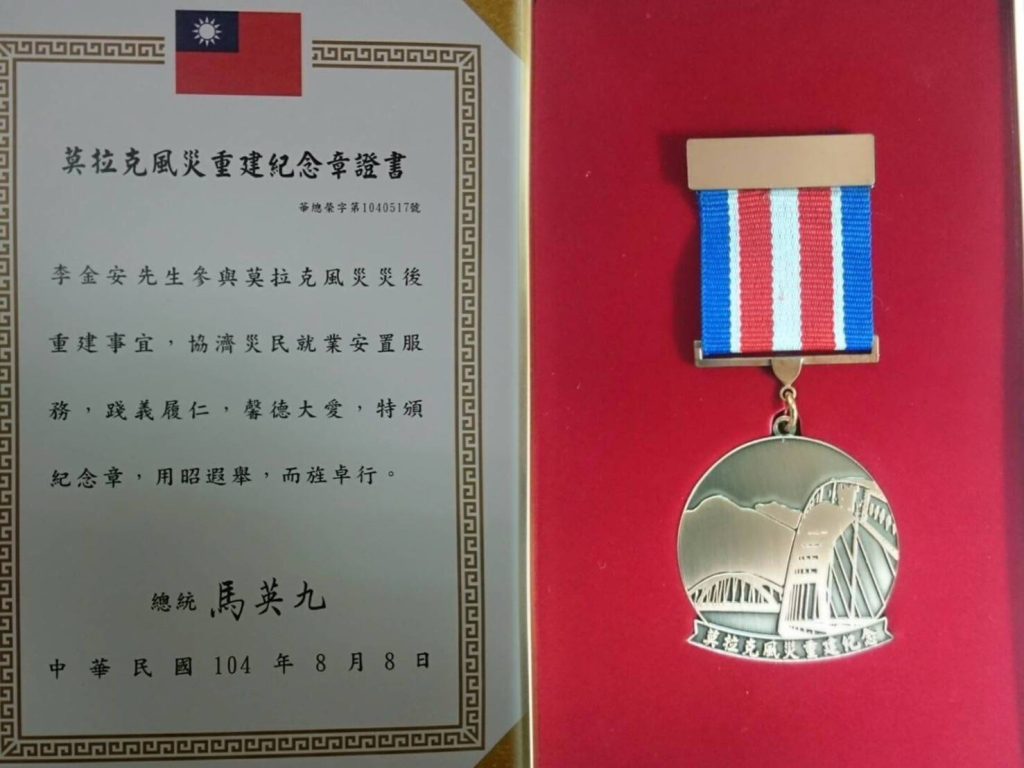 莫拉克風災重建紀念章證書
華總榮字第1040517號
李金安先生參與莫拉克風災災後
重建事宜，協濟災民就業安置服
務，踐義履仁，馨德大愛，特頒
紀念章，用昭遐舉，而旌卓行。
總統 馬英九
中華民國104年8月8日
莫拉克風災重建紀念